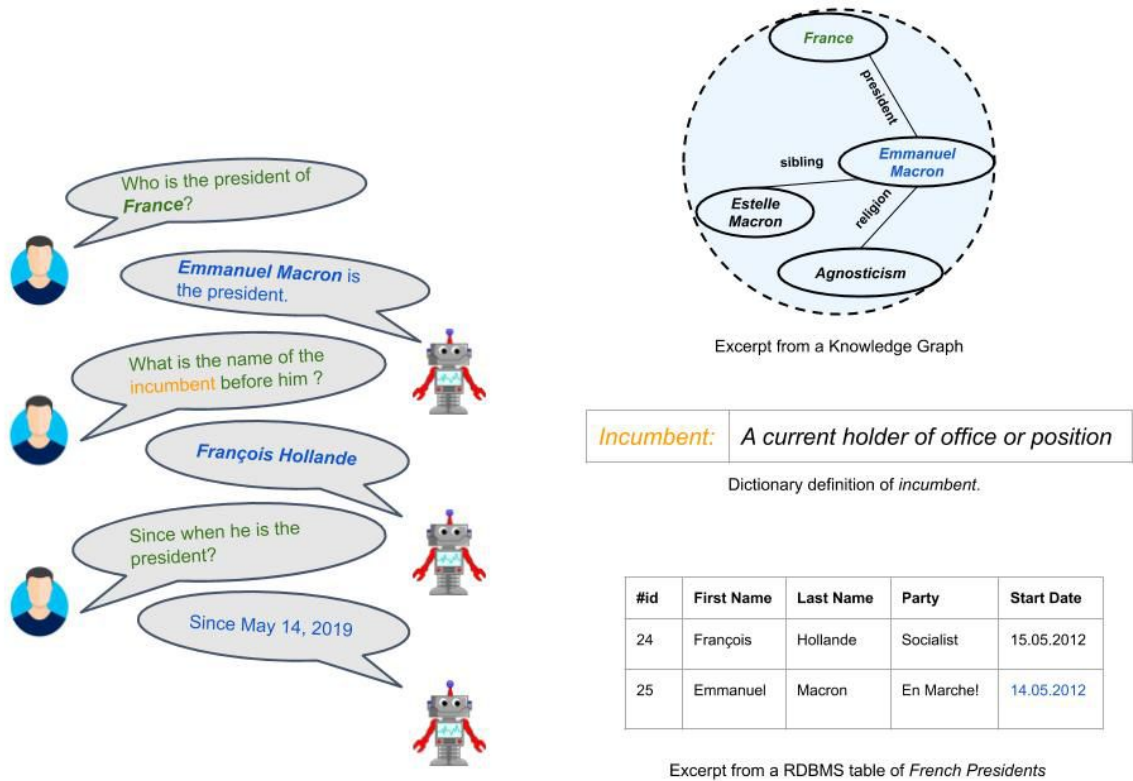 Who is the president of
France?
Emmanuel Macron is
the president.
What is the name of the
incumbent before him ?
François Hollande
Since when he is the
president?
Since May 14, 2019
France
president
Emmanuel
Macron
sibling
Estelle
Macron
religion
Agnosticism
Excerpt from a Knowledge Graph
Incumbent: A current holder of office or position
Dictionary definition of incumbent.
#id First Name Last Name Party Start Date
24 François Hollande Socialist 15.05.2012
25 Emmanuel Macron En Marche! 14.05.2012
Excerpt from a RDBMS table of French Presidents